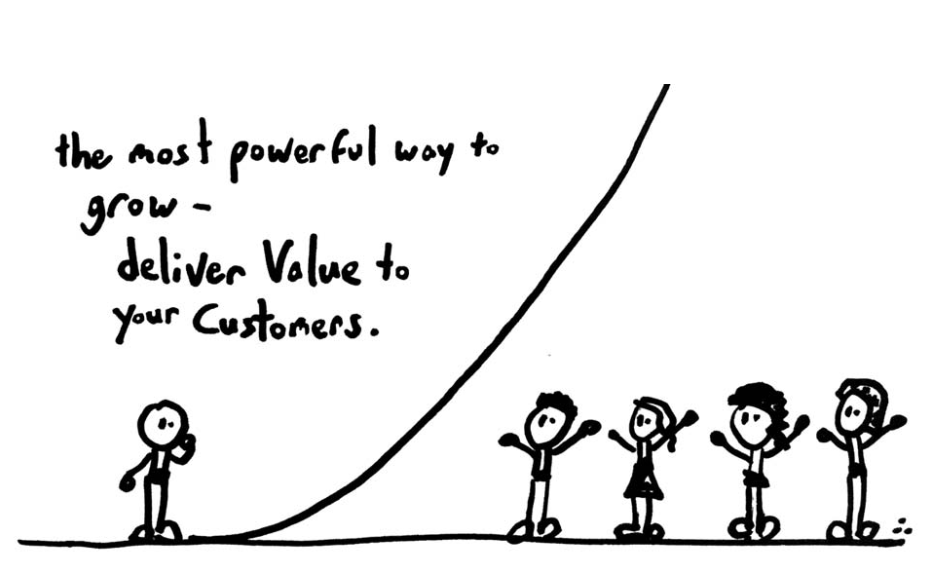 the most powerful way to
grow -
deliver Value to
your Customers.